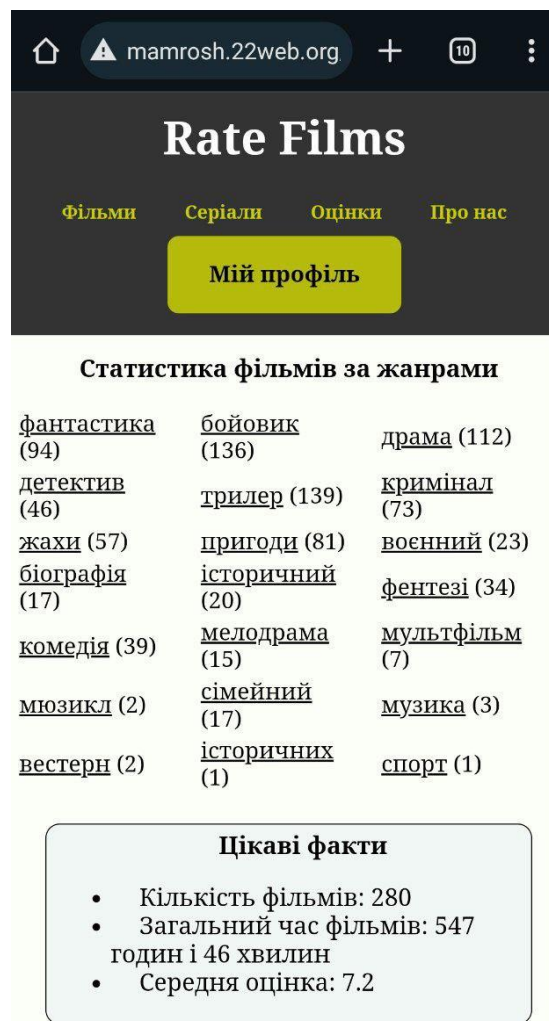 mamrosh.22web.org
10
Rate Films
Фільми Серіали Оцінки Про нас
Мій профіль
Статистика фільмів за жанрами
фантастика (94)
бойовик (136)
драма (112)
детектив (46)
трилер (139)
кримінал (73)
жахи (57)
пригоди (81)
воєнний (23)
біографія (17)
історичний (20)
фентезі (34)
комедія (39)
мелодрама (15)
мультфільм (7)
мюзикл (2)
сімейний (17)
музика (3)
вестерн (2)
історичних (1)
спорт (1)
Цікаві факти
• Кількість фільмів: 280
• Загальний час фільмів: 547
годин і 46 хвилин
• Середня оцінка: 7.2